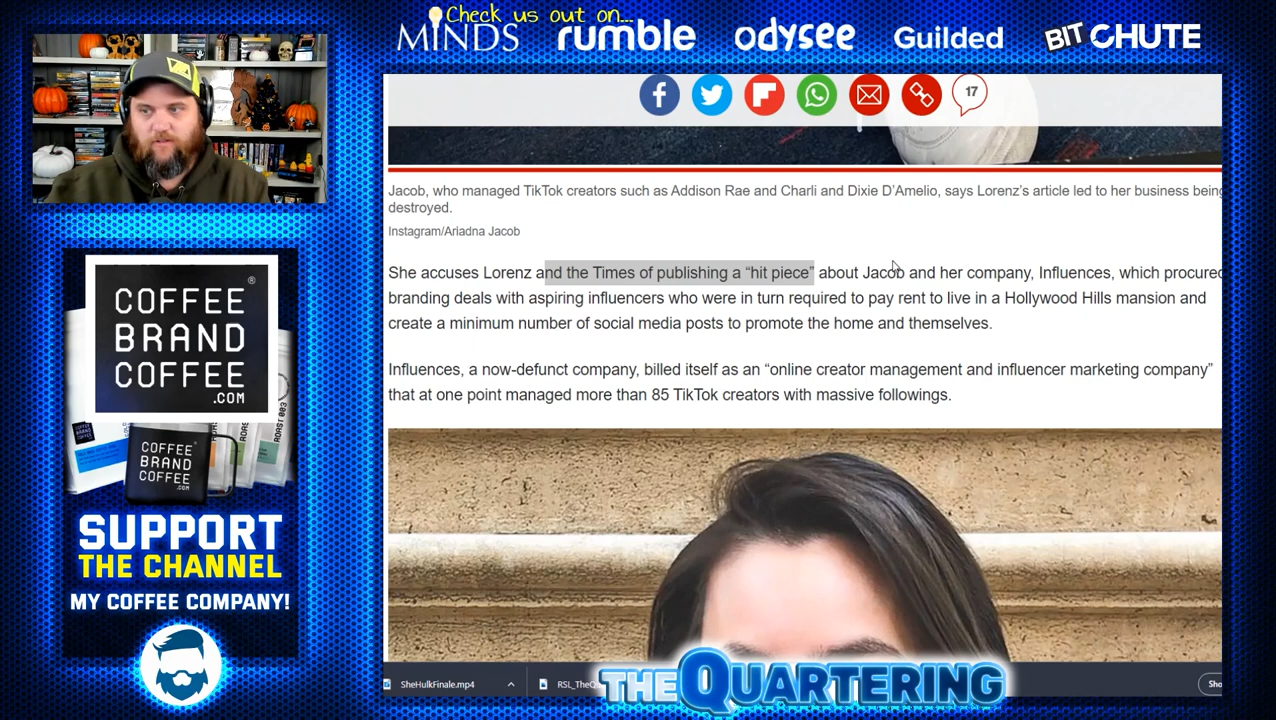 Check us out on...
MINDS rumble odysee Guilded BIT CHUTE
17
Jacob, who managed TikTok creators such as Addison Rae and Charli and Dixie D'Amelio, says Lorenz's article led to her business being
destroyed.
Instagram/Ariadna Jacob
She accuses Lorenz and the Times of publishing a “hit piece” about Jacob and her company, Influences, which procured
branding deals with aspiring influencers who were in turn required to pay rent to live in a Hollywood Hills mansion and
create a minimum number of social media posts to promote the home and themselves.
Influences, a now-defunct company, billed itself as an “online creator management and influencer marketing company”
that at one point managed more than 85 TikTok creators with massive followings.
COFFEE ®
BRAND
COFFEE
.COM
COFFEE
BRAND
COFFEE
.COM
SUPPORT
THE CHANNEL
MY COFFEE COMPANY!
SheHulkFinale.mp4
RSL_TheQ
Sho
THE QUARTERING